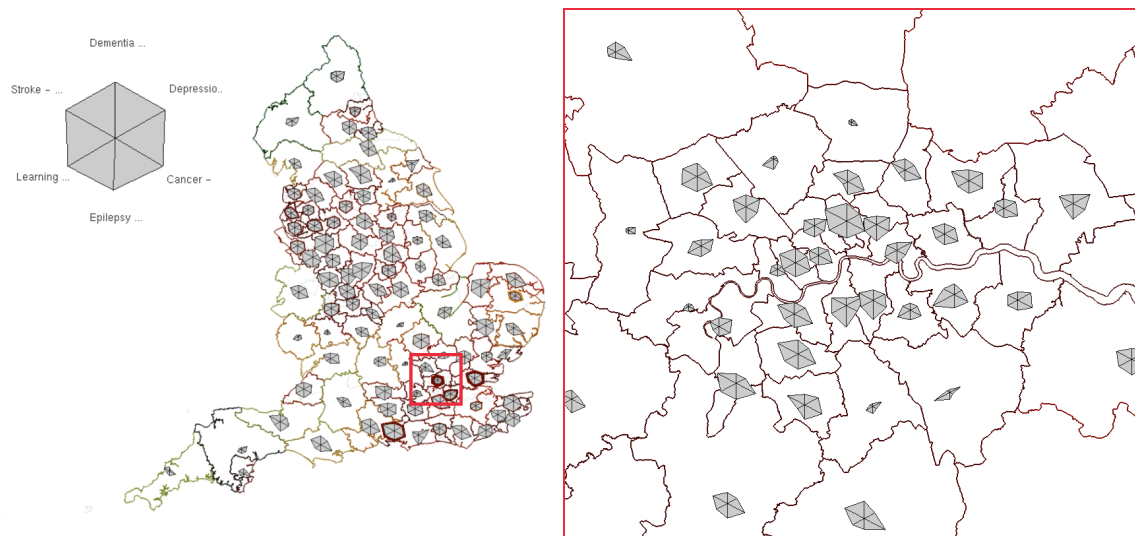 Dementia ...
Stroke - ...
Depressio..
Learning ...
Cancer -
Epilepsy ...